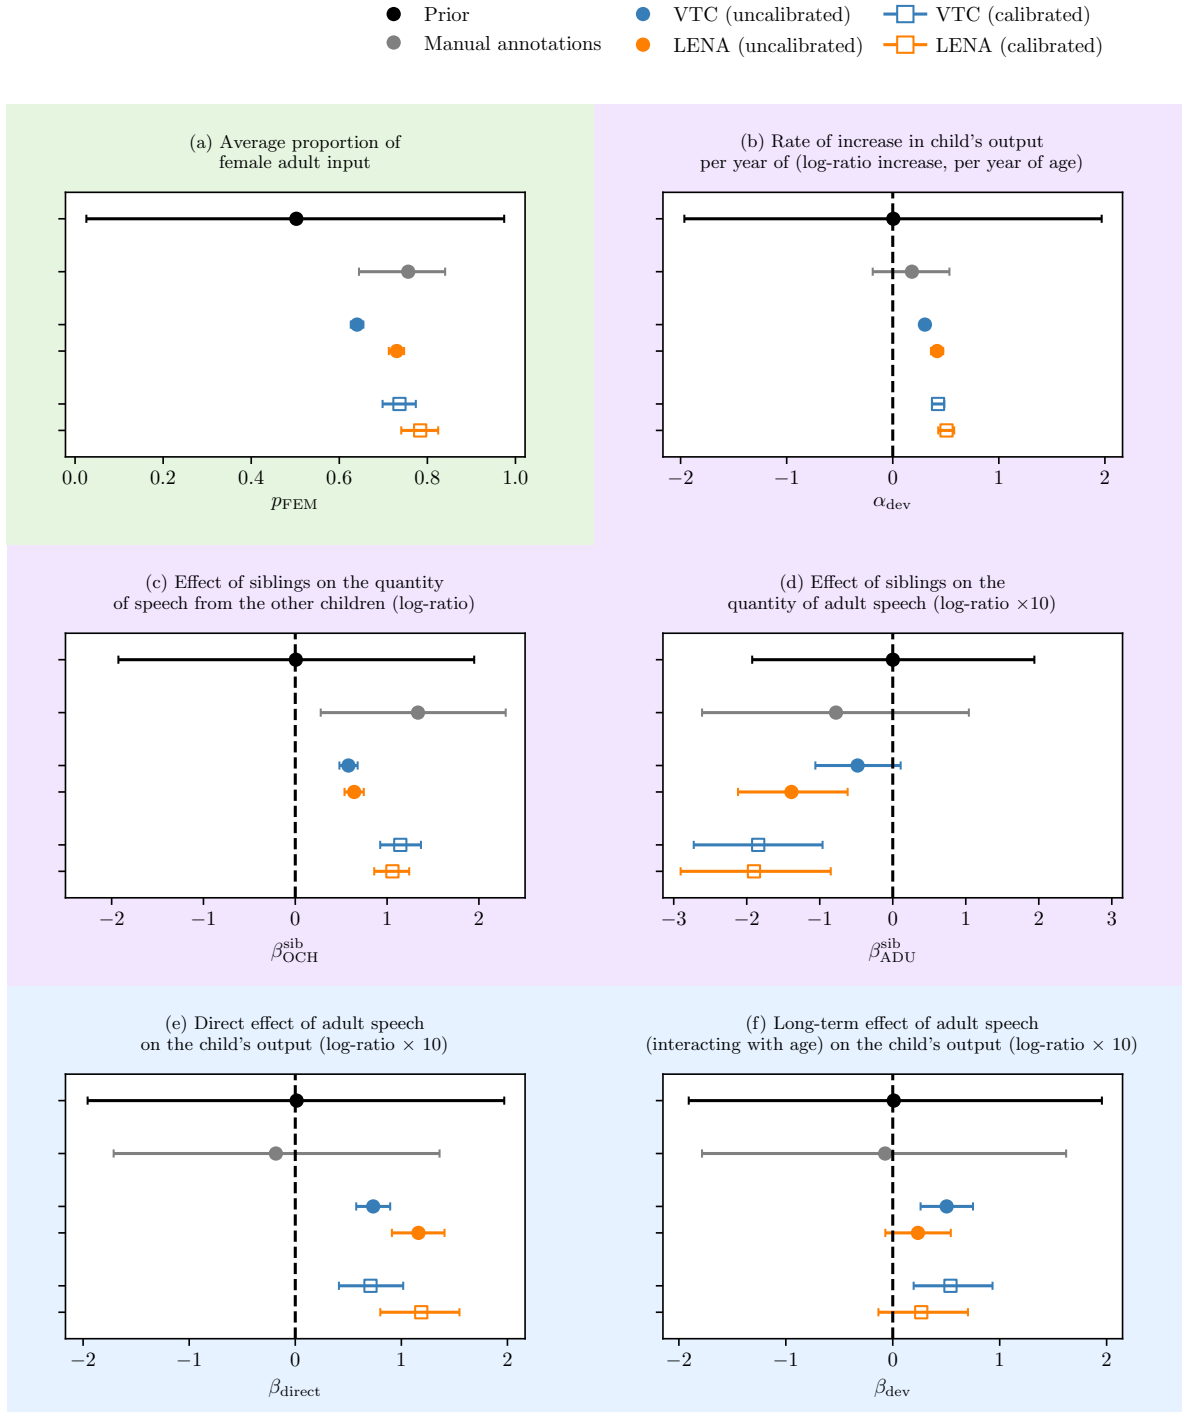 Prior
Manual annotations
VTC (uncalibrated)
LENA (uncalibrated)
VTC (calibrated)
LENA (calibrated)
(a) Average proportion of
female adult input
0.0 0.2 0.4 0.6 0.8 1.0
p_FEM
(b) Rate of increase in child's output
per year of (log-ratio increase, per year of age)
−2 −1 0 1 2
α_dev
(c) Effect of siblings on the quantity
of speech from the other children (log-ratio)
−2 −1 0 1 2
β^sib_OCH
(d) Effect of siblings on the
quantity of adult speech (log-ratio ×10)
−3 −2 −1 0 1 2 3
β^sib_ADU
(e) Direct effect of adult speech
on the child's output (log-ratio × 10)
−2 −1 0 1 2
β_direct
(f) Long-term effect of adult speech
(interacting with age) on the child's output (log-ratio × 10)
−2 −1 0 1 2
β_dev